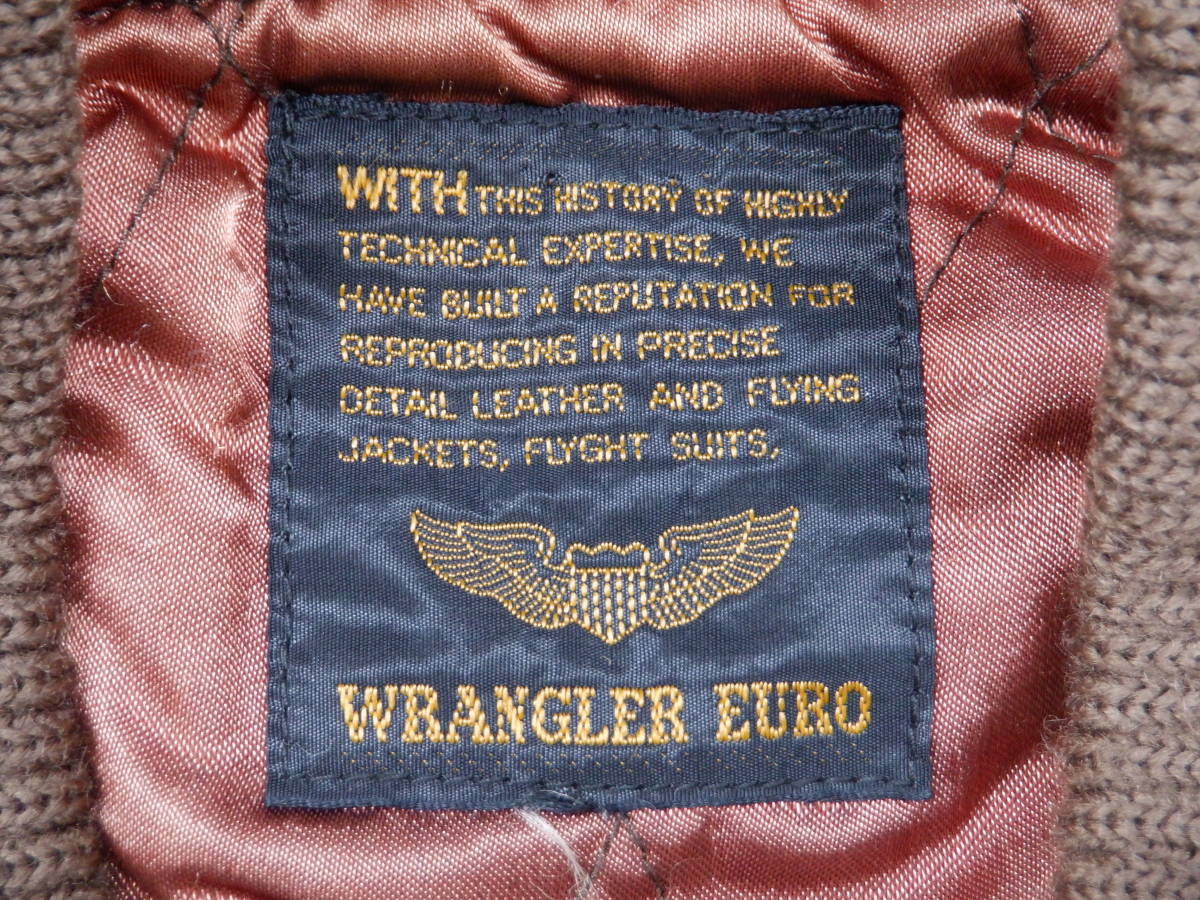 WITH THIS HISTORY OF HIGHLY
TECHNICAL EXPERTISE, WE
HAVE BUILT A REPUTATION FOR
REPRODUCING IN PRECISE
DETAIL LEATHER AND FLYING
JACKETS, FLYGHT SUITS,
WRANGLER EURO